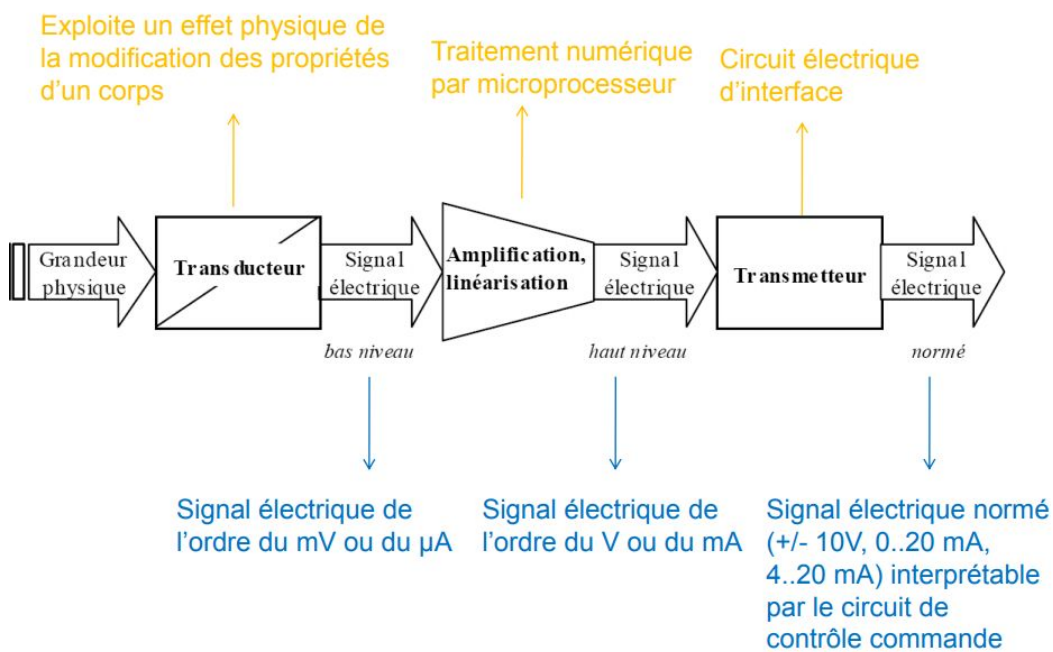 Exploite un effet physique de
la modification des propriétés
d'un corps
Traitement numérique
par microprocesseur
Circuit électrique
d'interface
Grandeur
physique
Transducteur
Signal
électrique
Amplification,
linéarisation
Signal
électrique
Transmetteur
Signal
électrique
bas niveau
haut niveau
normé
Signal électrique de
l'ordre du mV ou du µA
Signal électrique de
l'ordre du V ou du mA
Signal électrique normé
(+/- 10V, 0..20 mA,
4..20 mA) interprétable
par le circuit de
contrôle commande